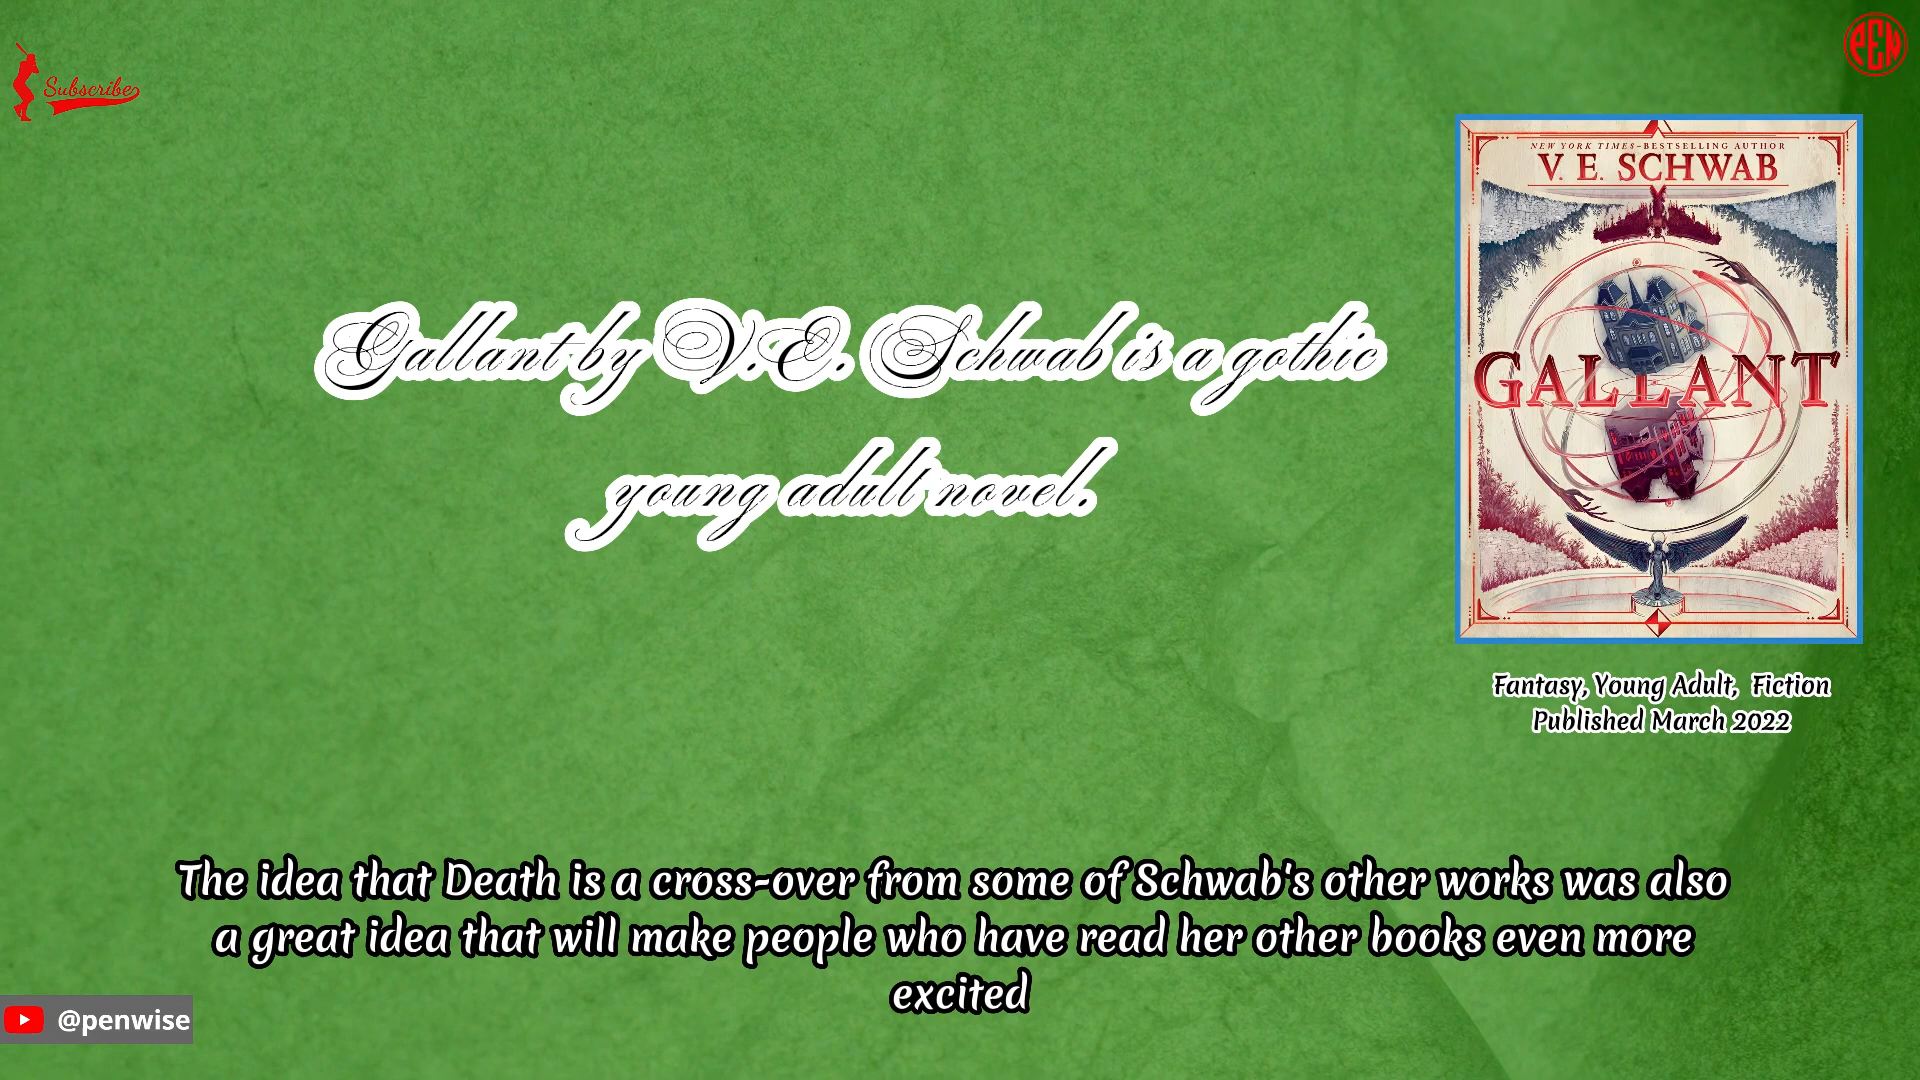 Subscribe
PEN
NEW YORK TIMES-BESTSELLING AUTHOR
V. E. SCHWAB
GALLANT
Gallant by V.E. Schwab is a gothic
young adult novel.
Fantasy, Young Adult, Fiction
Published March 2022
The idea that Death is a cross-over from some of Schwab's other works was also
a great idea that will make people who have read her other books even more
excited
@penwise